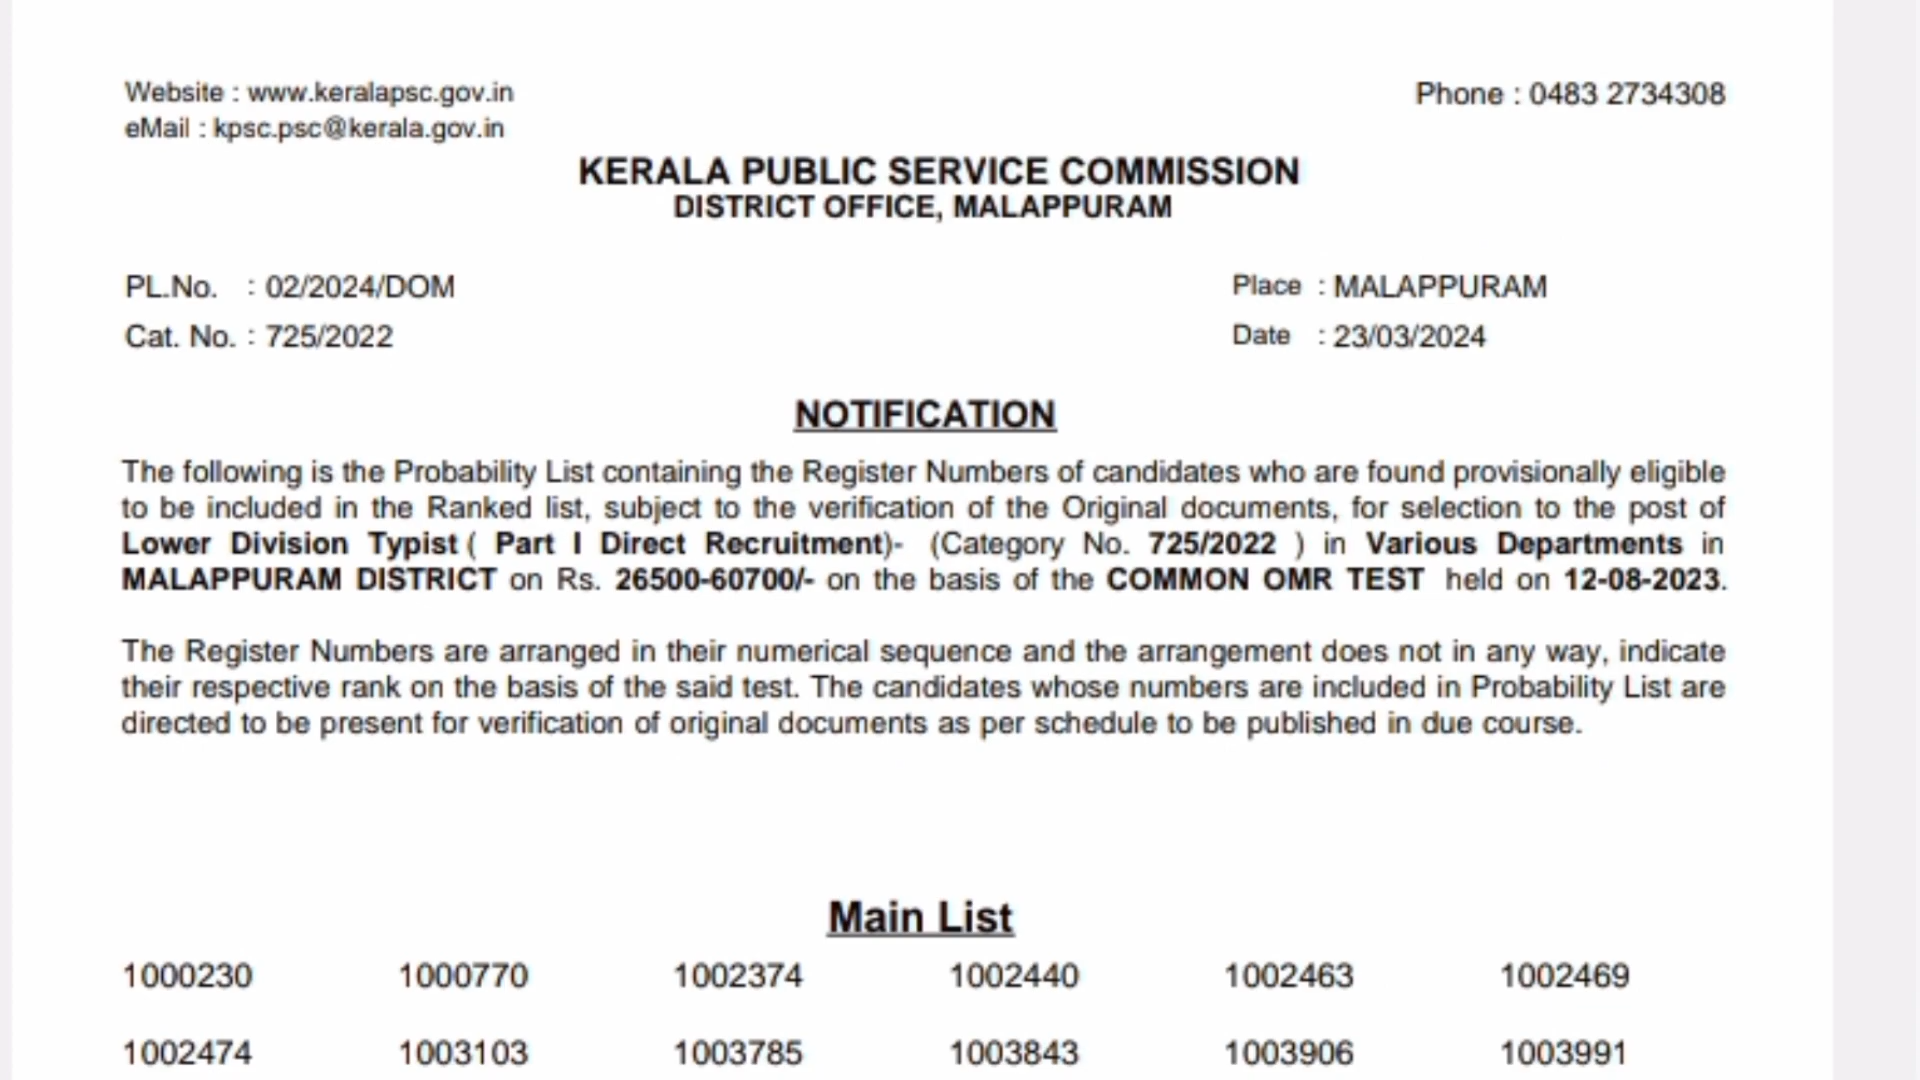 Website : www.keralapsc.gov.in
Phone : 0483 2734308
eMail : kpsc.psc@kerala.gov.in
KERALA PUBLIC SERVICE COMMISSION
DISTRICT OFFICE, MALAPPURAM
PL.No. : 02/2024/DOM
Place : MALAPPURAM
Cat. No. : 725/2022
Date : 23/03/2024
NOTIFICATION
The following is the Probability List containing the Register Numbers of candidates who are found provisionally eligible
to be included in the Ranked list, subject to the verification of the Original documents, for selection to the post of
Lower Division Typist ( Part I Direct Recruitment)- (Category No. 725/2022 ) in Various Departments in
MALAPPURAM DISTRICT on Rs. 26500-60700/- on the basis of the COMMON OMR TEST held on 12-08-2023.
The Register Numbers are arranged in their numerical sequence and the arrangement does not in any way, indicate
their respective rank on the basis of the said test. The candidates whose numbers are included in Probability List are
directed to be present for verification of original documents as per schedule to be published in due course.
Main List
1000230 1000770 1002374 1002440 1002463 1002469
1002474 1003103 1003785 1003843 1003906 1003991